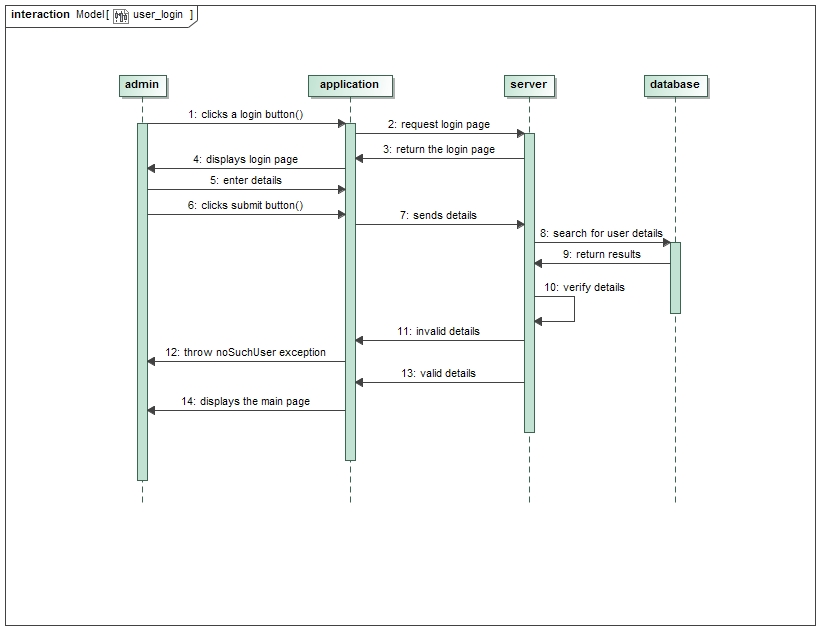 interaction Model[ user_login ]
admin application server database
1: clicks a login button()
2: request login page
3: return the login page
4: displays login page
5: enter details
6: clicks submit button()
7: sends details
8: search for user details
9: return results
10: verify details
11: invalid details
12: throw noSuchUser exception
13: valid details
14: displays the main page